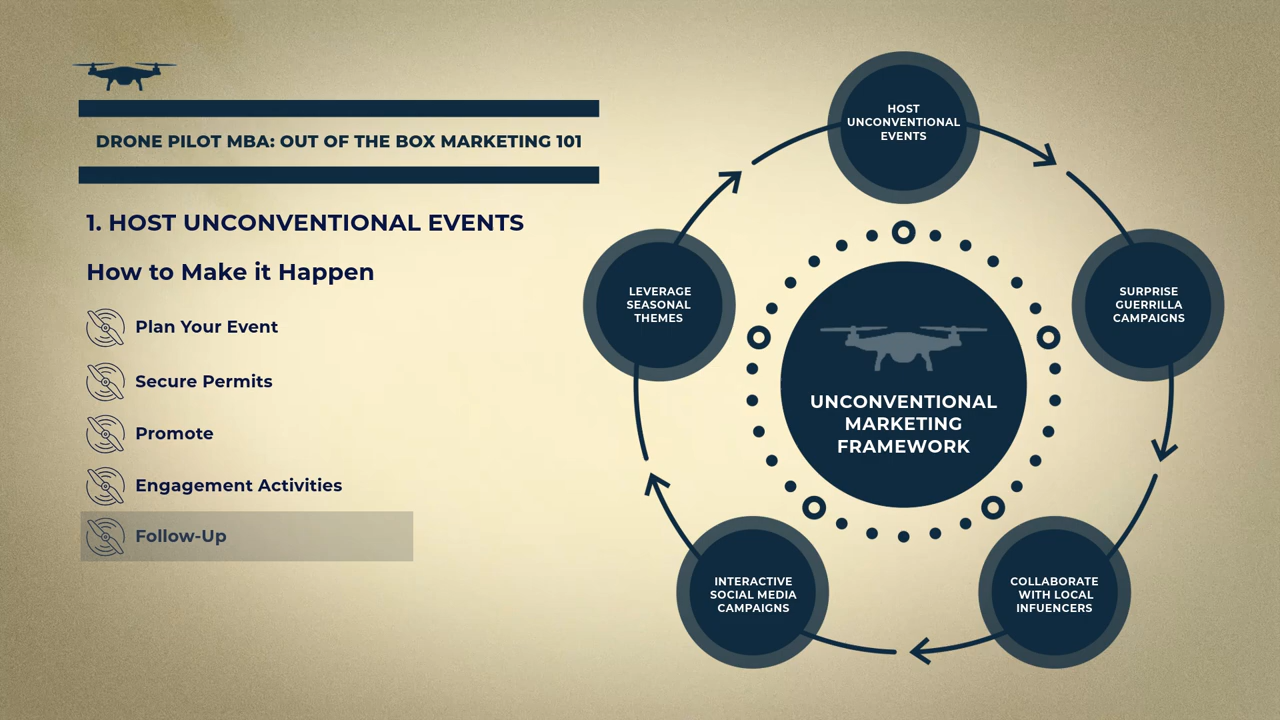 DRONE PILOT MBA: OUT OF THE BOX MARKETING 101
1. HOST UNCONVENTIONAL EVENTS
How to Make it Happen
Plan Your Event
Secure Permits
Promote
Engagement Activities
Follow-Up
HOST
UNCONVENTIONAL
EVENTS
SURPRISE
GUERRILLA
CAMPAIGNS
COLLABORATE
WITH LOCAL
INFUENCERS
INTERACTIVE
SOCIAL MEDIA
CAMPAIGNS
LEVERAGE
SEASONAL
THEMES
UNCONVENTIONAL
MARKETING
FRAMEWORK